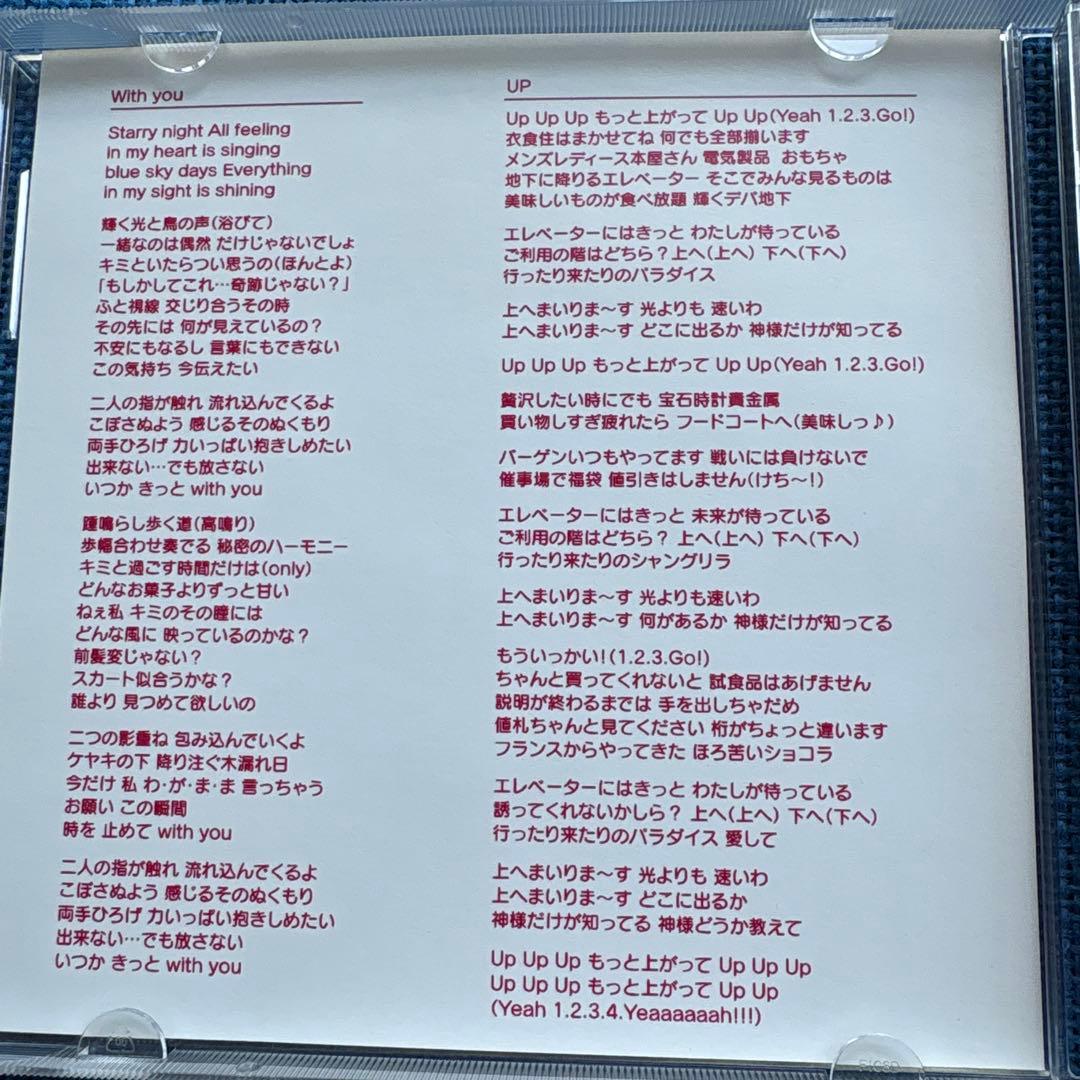 With you
Starry night All feeling
in my heart is singing
blue sky days Everything
in my sight is shining
輝く光と鳥の声(浴びて)
一緒なのは偶然 だけじゃないでしょ
キミといたらつい思うの(ほんとよ)
「もしかしてこれ…奇跡じゃない？」
ふと視線 交じり合うその時
その先には 何が見えているの？
不安にもなるし 言葉にもできない
この気持ち 今伝えたい
二人の指が触れ 流れ込んでくるよ
こぼさぬよう 感じるそのぬくもり
両手ひろげ 力いっぱい抱きしめたい
出来ない…でも放さない
いつか きっと with you
踵鳴らし歩く道(高鳴り)
歩幅合わせ奏でる 秘密のハーモニー
キミと過ごす時間だけは(only)
どんなお菓子よりずっと甘い
ねぇ私 キミのその瞳には
どんな風に 映っているのかな？
前髪変じゃない？
スカート似合うかな？
誰より 見つめて欲しいの
二つの影重ね 包み込んでいくよ
ケヤキの下 降り注ぐ木漏れ日
今だけ 私 わ・が・ま・ま 言っちゃう
お願い この瞬間
時を 止めて with you
二人の指が触れ 流れ込んでくるよ
こぼさぬよう 感じるそのぬくもり
両手ひろげ 力いっぱい抱きしめたい
出来ない…でも放さない
いつか きっと with you
UP
Up Up Up もっと上がって Up Up(Yeah 1.2.3.Go!)
衣食住はまかせてね 何でも全部揃います
メンズレディース本屋さん 電気製品 おもちゃ
地下に降りるエレベーター そこでみんな見るものは
美味しいものが食べ放題 輝くデパ地下
エレベーターにはきっと わたしが待っている
ご利用の階はどちら？ 上へ(上へ) 下へ(下へ)
行ったり来たりのパラダイス
上へまいりま〜す 光よりも 速いわ
上へまいりま〜す どこに出るか 神様だけが知ってる
Up Up Up もっと上がって Up Up(Yeah 1.2.3.Go!)
贅沢したい時にでも 宝石時計貴金属
買い物しすぎ疲れたら フードコートへ(美味しっ♪)
バーゲンいつもやってます 戦いには負けないで
催事場で福袋 値引きはしません(けち〜!)
エレベーターにはきっと 未来が待っている
ご利用の階はどちら？ 上へ(上へ) 下へ(下へ)
行ったり来たりのシャングリラ
上へまいりま〜す 光よりも速いわ
上へまいりま〜す 何があるか 神様だけが知ってる
もういっかい!(1.2.3.Go!)
ちゃんと買ってくれないと 試食品はあげません
説明が終わるまでは 手を出しちゃだめ
値札ちゃんと見てください 桁がちょっと違います
フランスからやってきた ほろ苦いショコラ
エレベーターにはきっと わたしが待っている
誘ってくれないかしら？ 上へ(上へ) 下へ(下へ)
行ったり来たりのパラダイス 愛して
上へまいりま〜す 光よりも 速いわ
上へまいりま〜す どこに出るか
神様だけが知ってる 神様どうか教えて
Up Up Up もっと上がって Up Up Up
Up Up Up もっと上がって Up Up
(Yeah 1.2.3.4.Yeaaaaaah!!!)